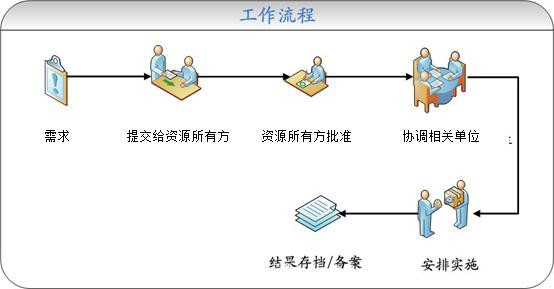 工作流程
需求
提交给资源所有方
资源所有方批准
协调相关单位
结果存档/备案
安排实施